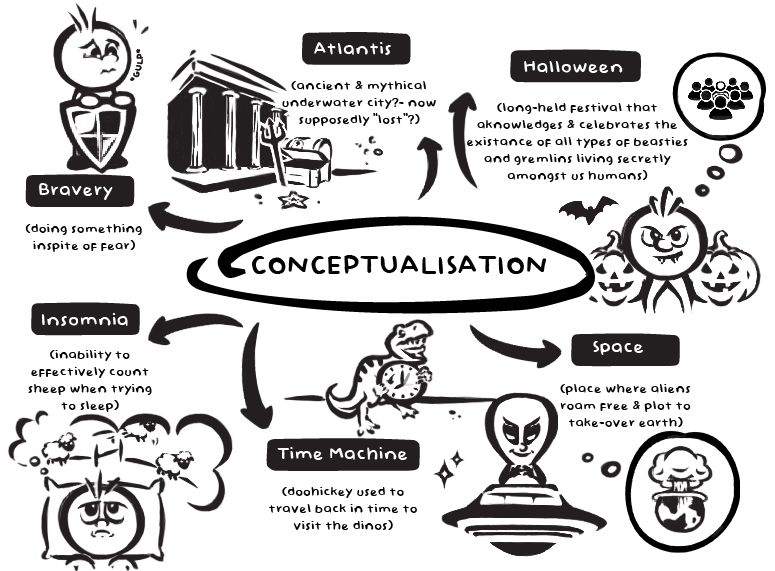 *GULP*
Atlantis
(ancient & mythical
underwater city?- now
supposedly "lost"?)
Halloween
(long-held festival that
aknowledges & celebrates the
existance of all types of beasties
and gremlins living secretly
amongst us humans)
Bravery
(doing something
inspite of fear)
CONCEPTUALISATION
Insomnia
(inability to
effectively count
sheep when trying
to sleep)
Space
(place where aliens
roam free & plot to
take-over earth)
Time Machine
(doohickey used to
travel back in time to
visit the dinos)